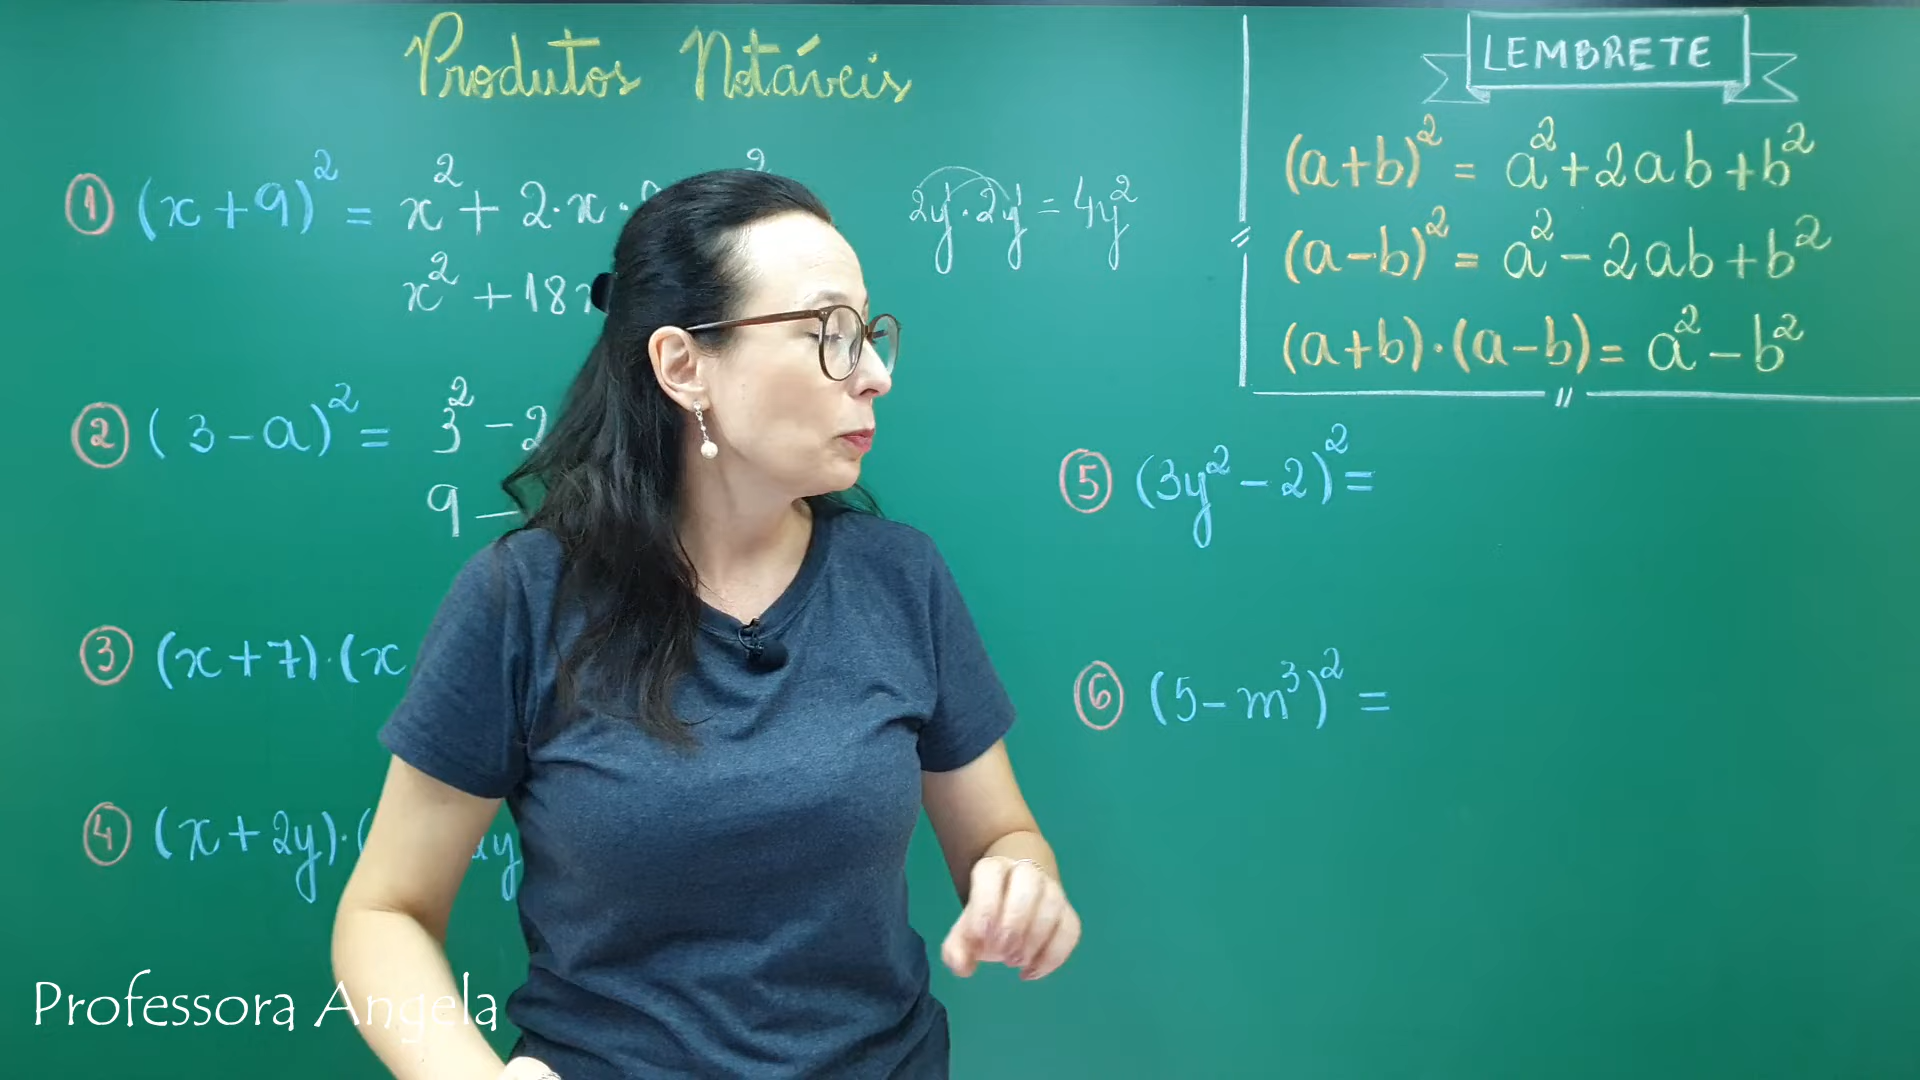 Produtos Notáveis
① (x+9)² = x² + 2·x·
x² + 18
2y·2y = 4y²
② (3-a)² = 3² - 2
9 -
③ (x+7)·(x
④ (x+2y)·(
LEMBRETE
(a+b)² = a² + 2ab + b²
(a-b)² = a² - 2ab + b²
(a+b)·(a-b) = a² - b²
⑤ (3y²-2)² =
⑥ (5-m³)² =
Professora Angela